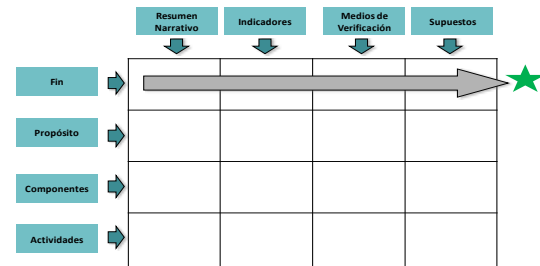 Resumen
Narrativo
Indicadores
Medios de
Verificación
Supuestos
Fin
Propósito
Componentes
Actividades